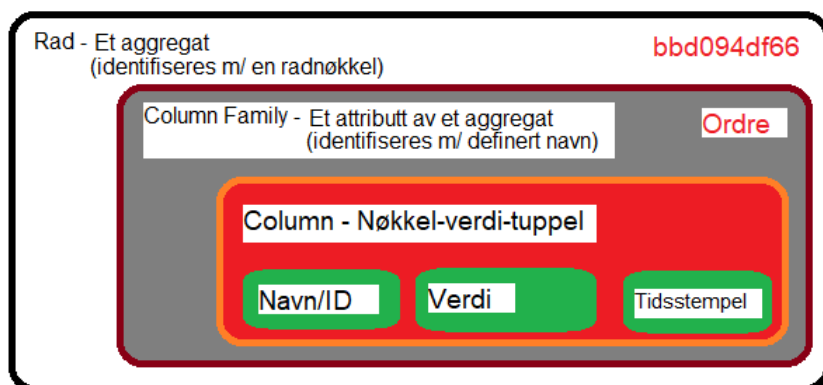 Rad - Et aggregat
(identifiseres m/ en radnøkkel)
bbd094df66
Column Family - Et attributt av et aggregat
(identifiseres m/ definert navn)
Ordre
Column - Nøkkel-verdi-tuppel
Navn/ID
Verdi
Tidsstempel